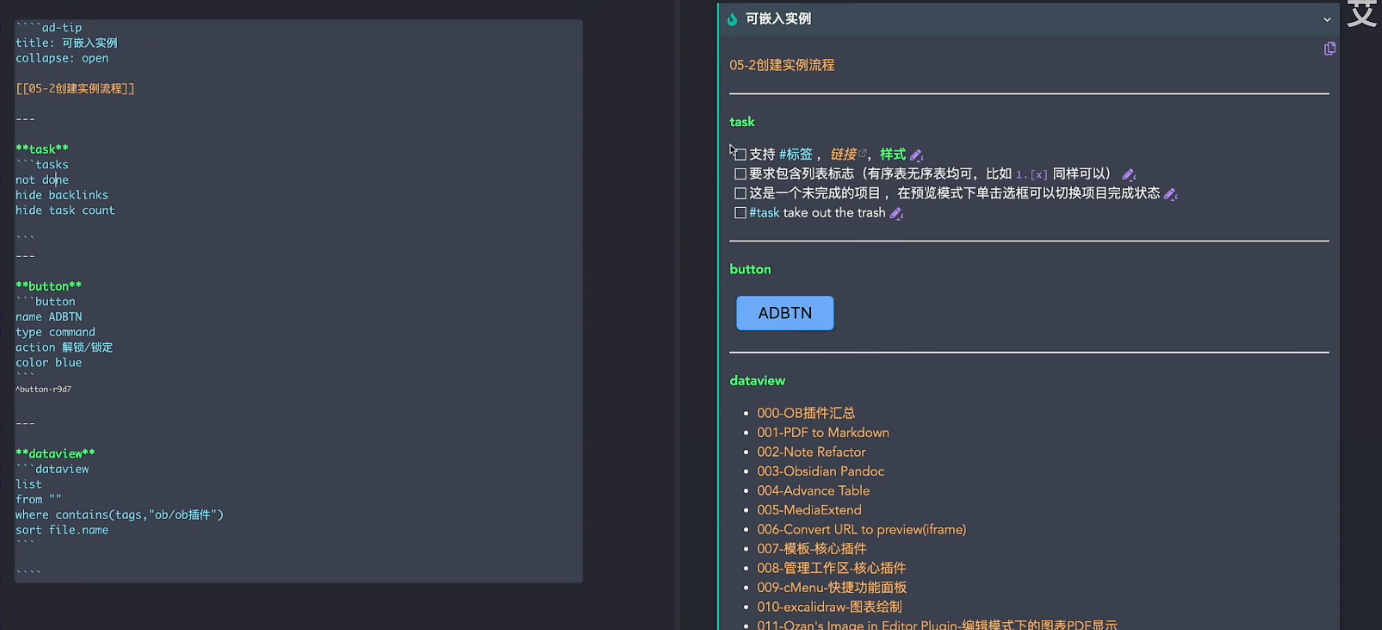 ````ad-tip
title: 可嵌入实例
collapse: open
[[05-2创建实例流程]]
---
**task**
```tasks
not done
hide backlinks
hide task count
```
---
**button**
```button
name ADBTN
type command
action 解锁/锁定
color blue
```
^button-r9d7
---
**dataview**
```dataview
list
from ""
where contains(tags,"ob/ob插件")
sort file.name
```
````
可嵌入实例
05-2创建实例流程
task
支持 #标签 ，链接，样式
要求包含列表标志（有序表无序表均可，比如 1.[x] 同样可以）
这是一个未完成的项目 ，在预览模式下单击选框可以切换项目完成状态
#task take out the trash
button
ADBTN
dataview
000-OB插件汇总
001-PDF to Markdown
002-Note Refactor
003-Obsidian Pandoc
004-Advance Table
005-MediaExtend
006-Convert URL to preview(iframe)
007-模板-核心插件
008-管理工作区-核心插件
009-cMenu-快捷功能面板
010-excalidraw-图表绘制
011-Ozan's Image in Editor Plugin-编辑模式下的图表PDF显示
艾